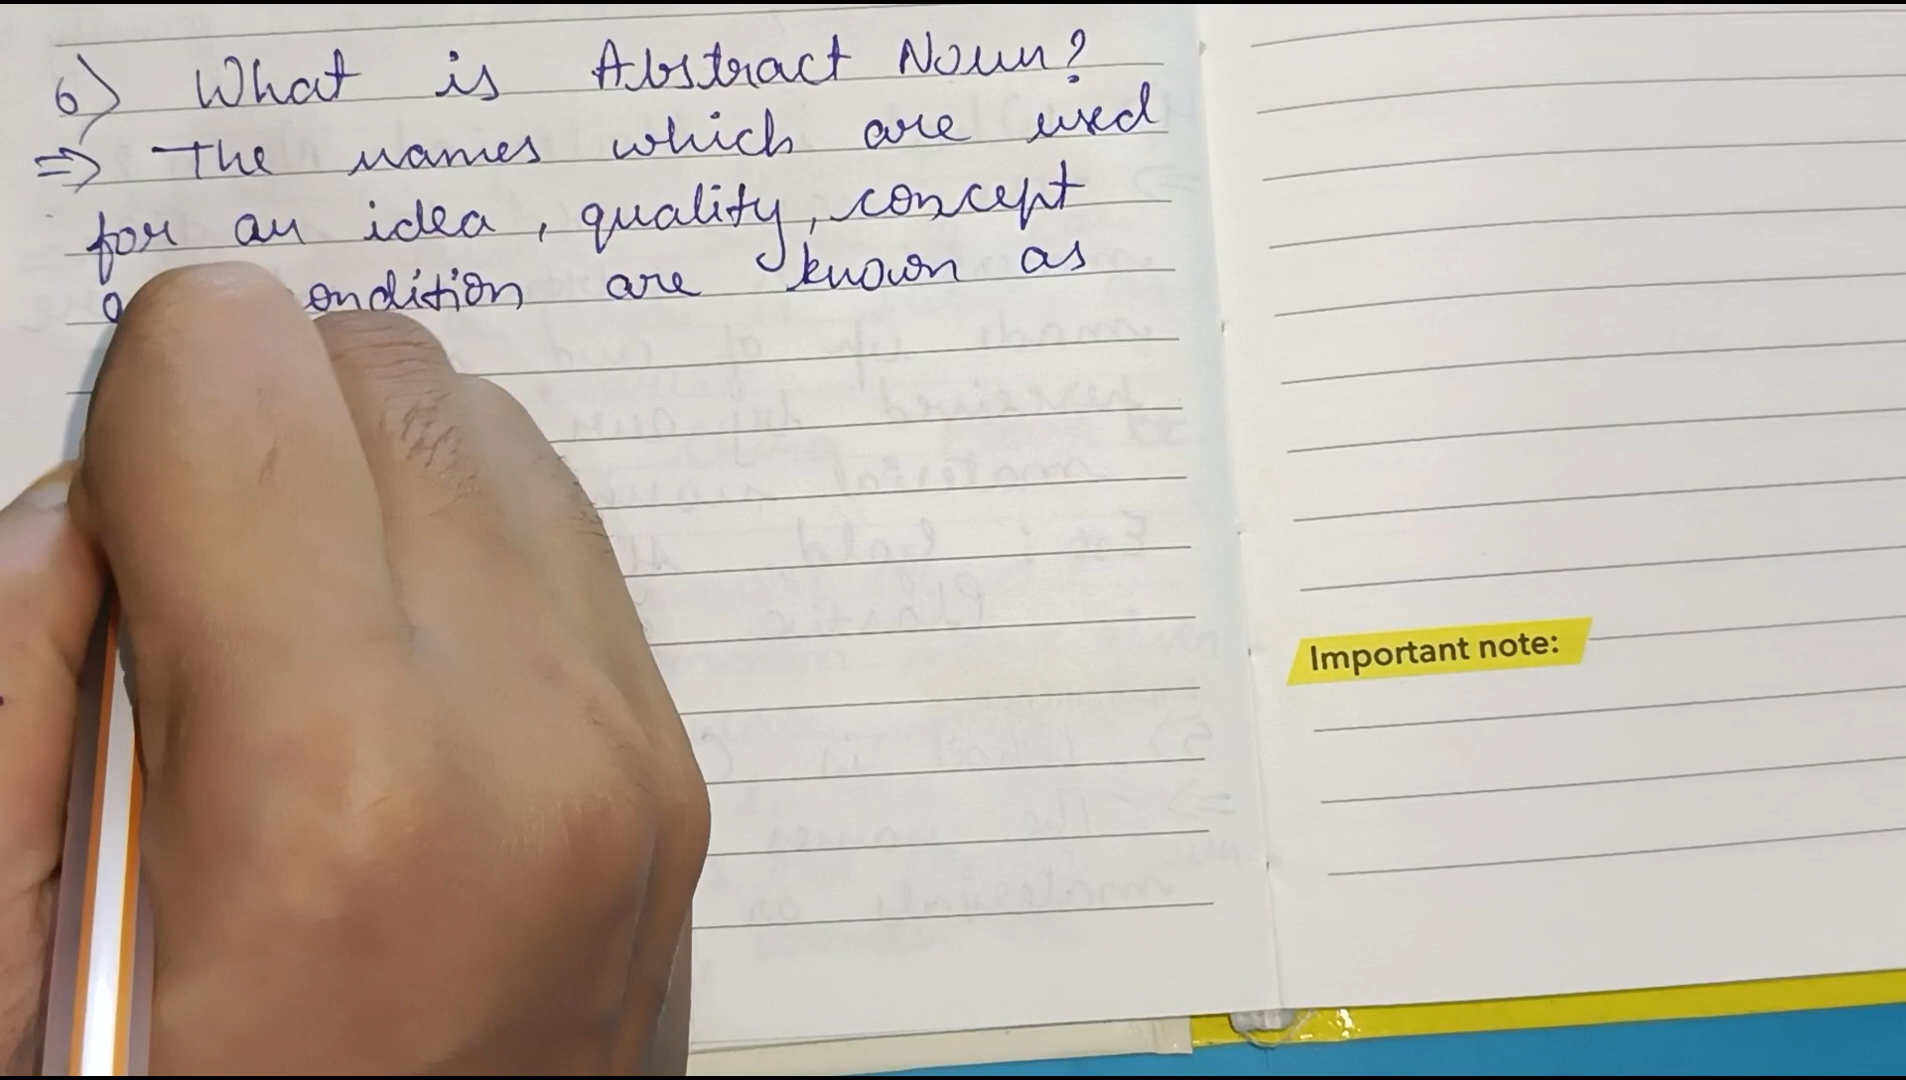 6) What is Abstract Noun?
⇒ The names which are used
for an idea, quality, concept
are known as
Important note: